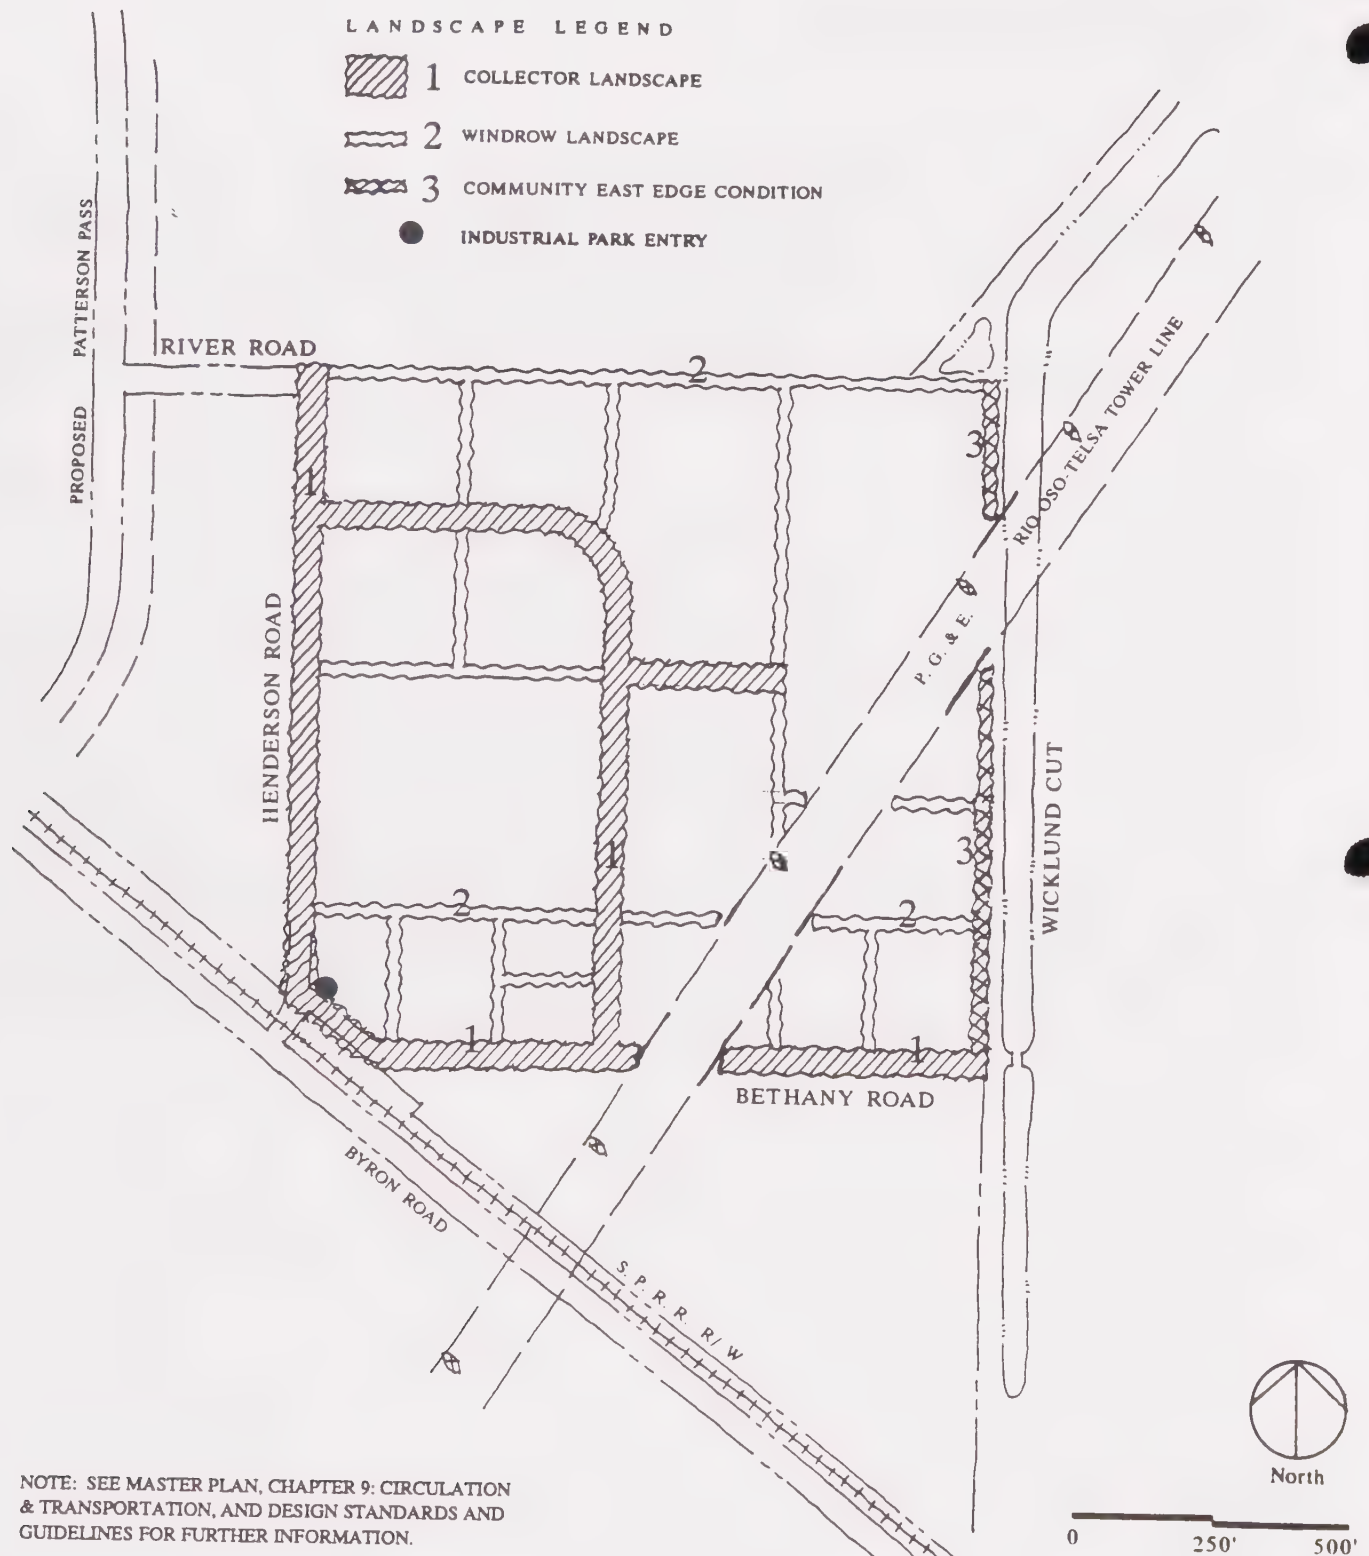 LANDSCAPE LEGEND
1 COLLECTOR LANDSCAPE
2 WINDROW LANDSCAPE
3 COMMUNITY EAST EDGE CONDITION
INDUSTRIAL PARK ENTRY
PROPOSED PATTERSON PASS
RIVER ROAD
2
3
1
RIO OSO-TELSA TOWER LINE
P. G. & E.
HENDERSON ROAD
WICKLUND CUT
1
3
2
2
1
1
BETHANY ROAD
BYRON ROAD
S. P. R. R. R/W
North
0 250' 500'
NOTE: SEE MASTER PLAN, CHAPTER 9: CIRCULATION
& TRANSPORTATION, AND DESIGN STANDARDS AND
GUIDELINES FOR FURTHER INFORMATION.